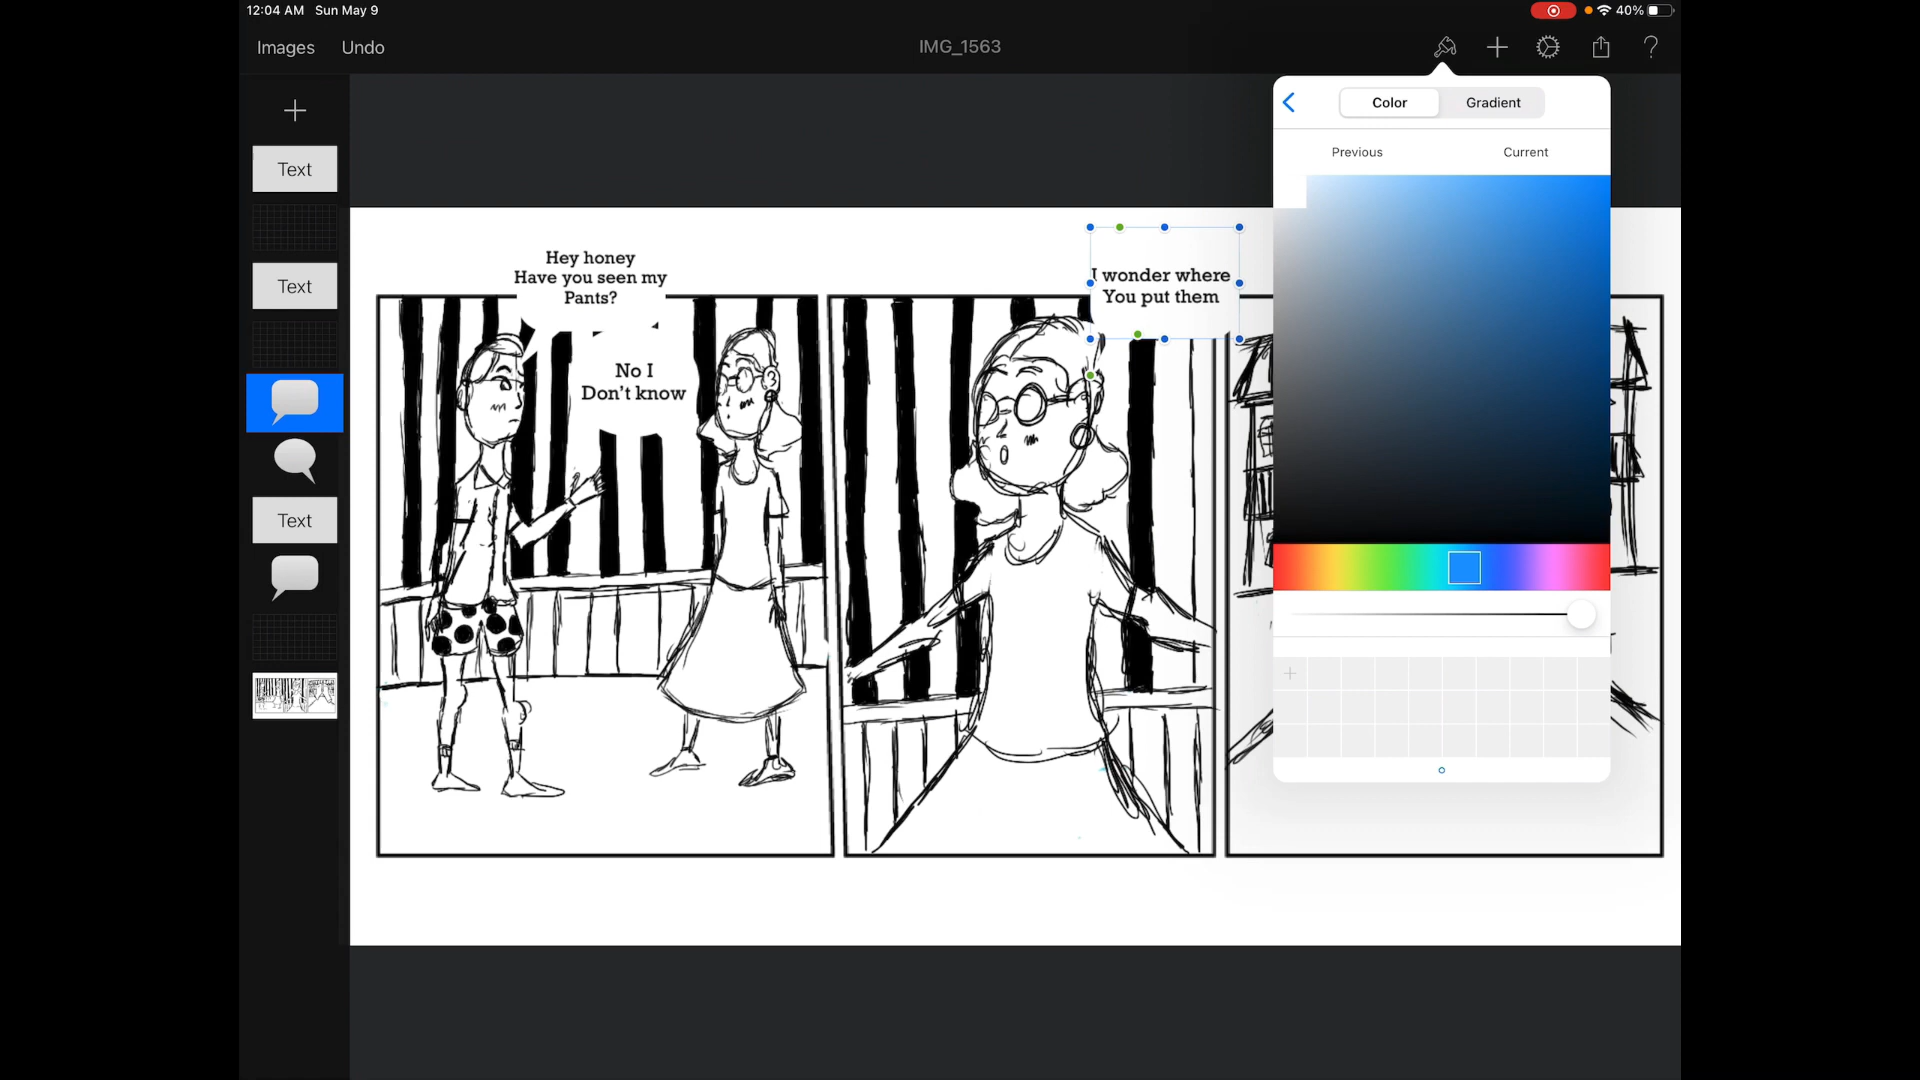 12:04 AM Sun May 9
40%
Images Undo
IMG_1563
?
Color Gradient
Previous Current
Text
Text
Text
Hey honey
Have you seen my
Pants?
No I
Don't know
I wonder where
You put them